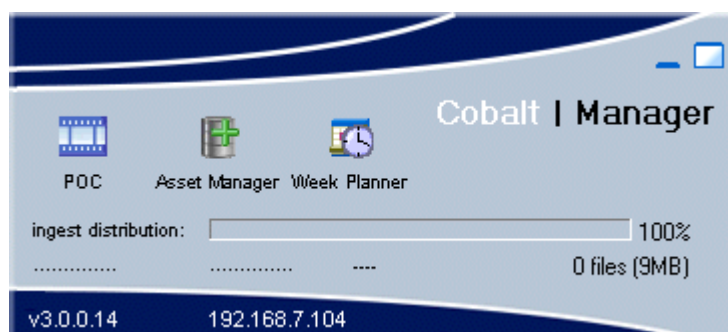 Cobalt | Manager
POC Asset Manager Week Planner
ingest distribution: 100%
.............. .............. ---- 0 files (9MB)
v3.0.0.14 192.168.7.104